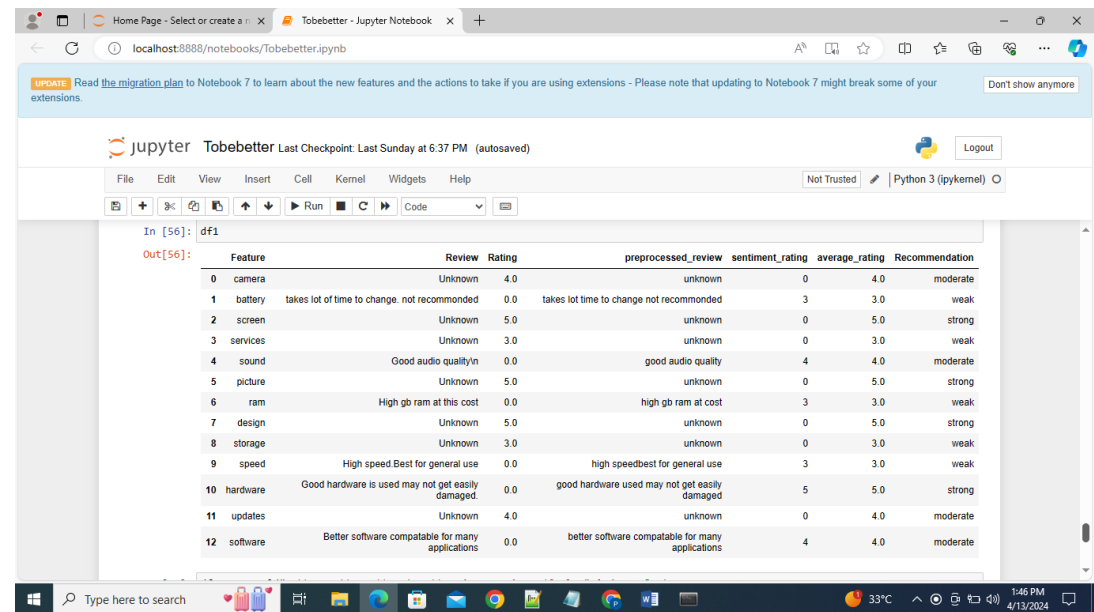 Home Page - Select or create a n
Tobebetter - Jupyter Notebook
localhost:8888/notebooks/Tobebetter.ipynb
UPDATE Read the migration plan to Notebook 7 to learn about the new features and the actions to take if you are using extensions - Please note that updating to Notebook 7 might break some of your
extensions.
Don't show anymore
jupyter Tobebetter Last Checkpoint: Last Sunday at 6:37 PM (autosaved)
Logout
File Edit View Insert Cell Kernel Widgets Help
Not Trusted Python 3 (ipykernel)
Run Code
In [56]: df1
Out[56]:
Feature Review Rating preprocessed_review sentiment_rating average_rating Recommendation
0 camera Unknown 4.0 unknown 0 4.0 moderate
1 battery takes lot of time to change. not recommonded 0.0 takes lot time to change not recommonded 3 3.0 weak
2 screen Unknown 5.0 unknown 0 5.0 strong
3 services Unknown 3.0 unknown 0 3.0 weak
4 sound Good audio quality\n 0.0 good audio quality 4 4.0 moderate
5 picture Unknown 5.0 unknown 0 5.0 strong
6 ram High gb ram at this cost 0.0 high gb ram at cost 3 3.0 weak
7 design Unknown 5.0 unknown 0 5.0 strong
8 storage Unknown 3.0 unknown 0 3.0 weak
9 speed High speed.Best for general use 0.0 high speedbest for general use 3 3.0 weak
10 hardware Good hardware is used may not get easily damaged. 0.0 good hardware used may not get easily damaged 5 5.0 strong
11 updates Unknown 4.0 unknown 0 4.0 moderate
12 software Better software compatable for many applications 0.0 better software compatable for many applications 4 4.0 moderate
Type here to search
33°C
1:46 PM
4/13/2024